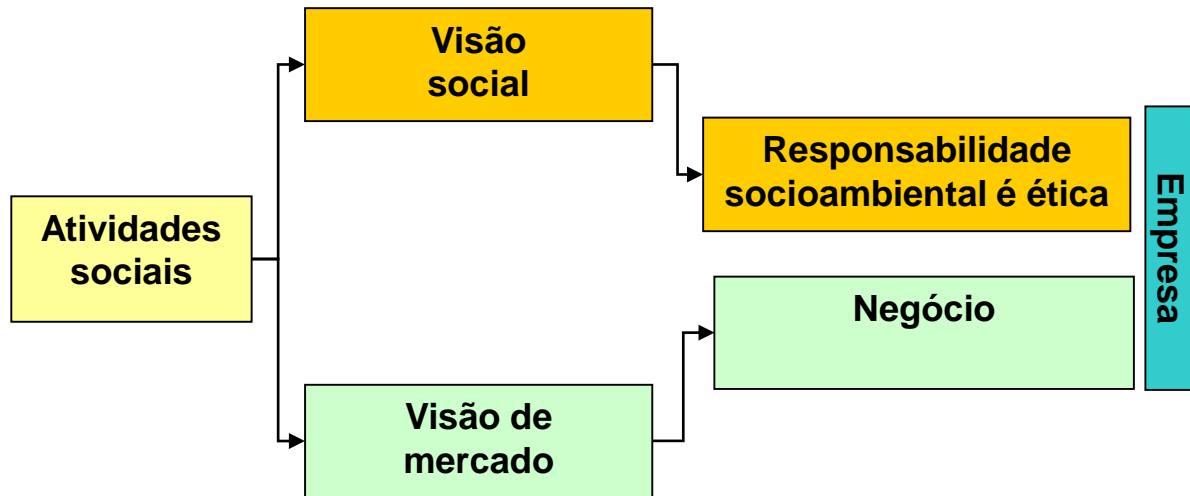 Visão
social
Responsabilidade
socioambiental é ética
Atividades
sociais
Negócio
Visão de
mercado
Empresa